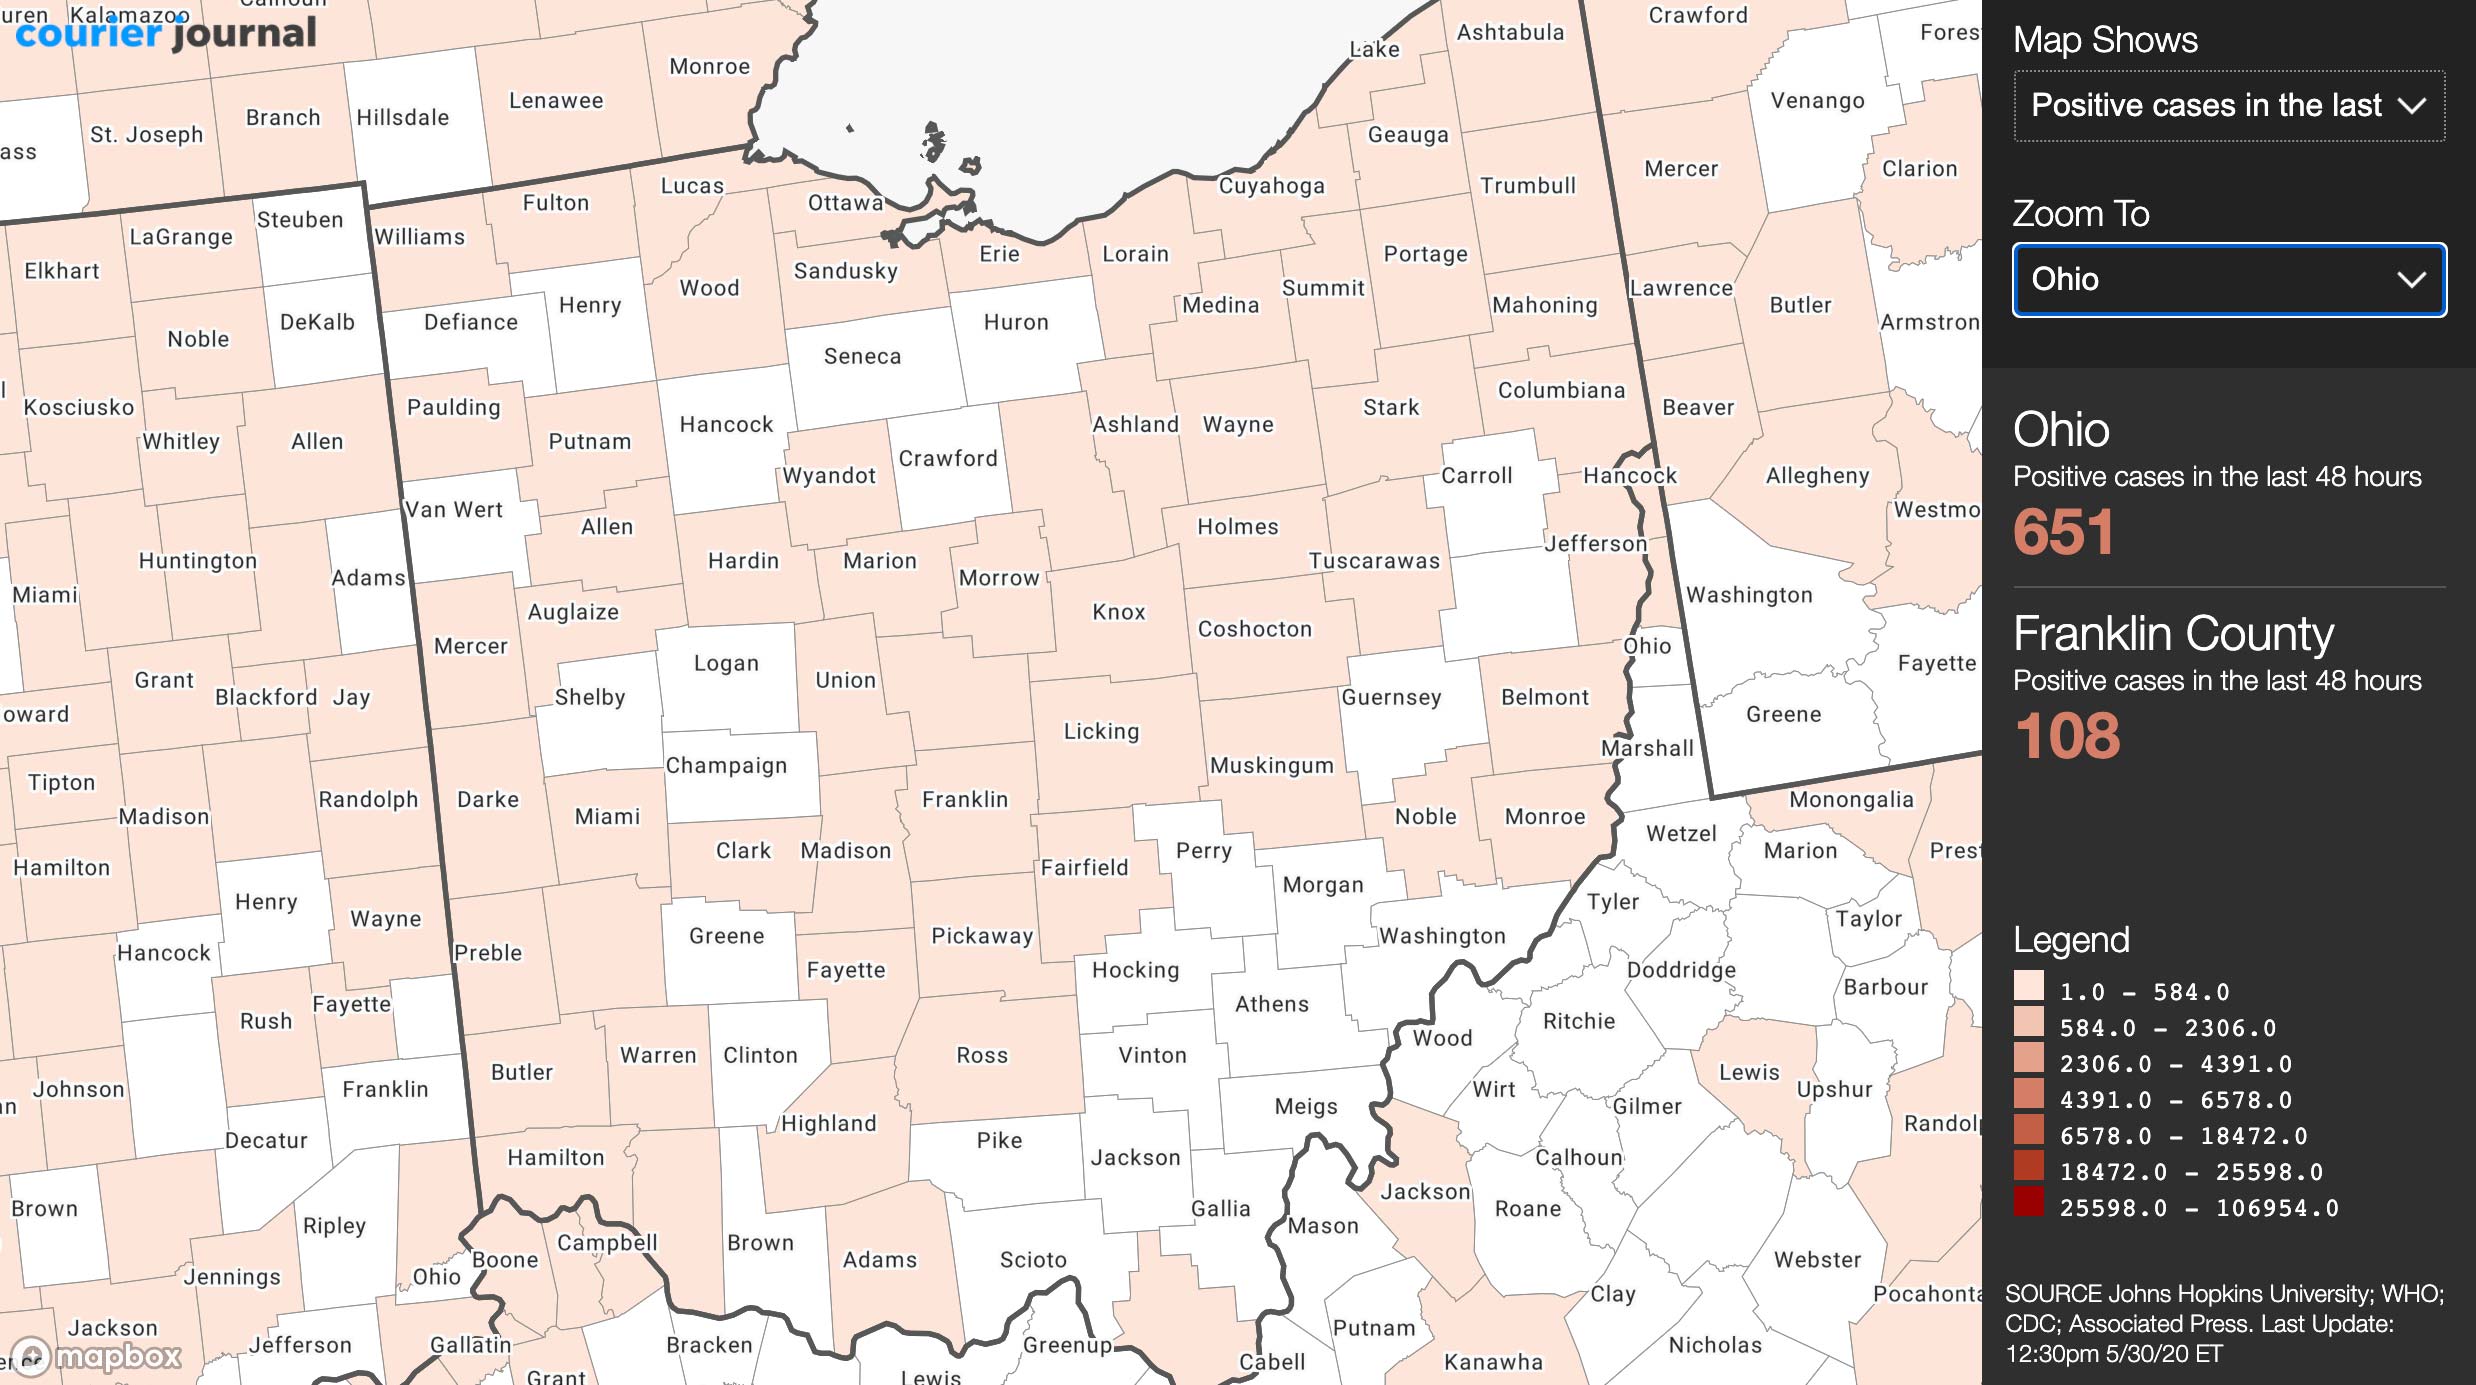 Kalamazoo
courier journal
Crawford
Ashtabula
Lake
Monroe
Lenawee
Venango
Branch
Hillsdale
St. Joseph
Geauga
Mercer
Clarion
Lucas
Cuyahoga
Trumbull
Fulton
Ottawa
Steuben
LaGrange
Williams
Erie
Lorain
Portage
Elkhart
Sandusky
Wood
Summit
Lawrence
Henry
Medina
Mahoning
Butler
DeKalb
Defiance
Huron
Armstron
Noble
Seneca
Columbiana
Kosciusko
Paulding
Stark
Beaver
Hancock
Ashland
Wayne
Whitley
Allen
Putnam
Crawford
Wyandot
Carroll
Hancock
Allegheny
Van Wert
Westmo
Allen
Holmes
Jefferson
Huntington
Hardin
Marion
Tuscarawas
Adams
Morrow
Miami
Washington
Auglaize
Knox
Coshocton
Mercer
Ohio
Logan
Fayette
Grant
Union
Blackford
Jay
Shelby
Guernsey
Belmont
oward
Greene
Licking
Marshall
Champaign
Muskingum
Tipton
Randolph
Darke
Franklin
Monongalia
Madison
Miami
Noble
Monroe
Wetzel
Clark
Madison
Perry
Marion
Prest
Hamilton
Fairfield
Morgan
Henry
Tyler
Wayne
Taylor
Greene
Pickaway
Washington
Hancock
Preble
Fayette
Hocking
Doddridge
Barbour
Fayette
Athens
Rush
Ritchie
Wood
Warren
Clinton
Ross
Vinton
Butler
Lewis
Johnson
Franklin
Wirt
Upshur
Meigs
Gilmer
Highland
Randol
Decatur
Pike
Hamilton
Jackson
Calhoun
Jackson
Brown
Gallia
Roane
Ripley
Mason
Campbell
Brown
Boone
Adams
Scioto
Webster
Jennings
Ohio
Clay
Pocahonta
Jackson
Putnam
Jefferson
Gallatin
Bracken
Greenup
Nicholas
mapbox
Cabell
Kanawha
Grant
Lewis
Map Shows
Positive cases in the last
Zoom To
Ohio
Ohio
Positive cases in the last 48 hours
651
Franklin County
Positive cases in the last 48 hours
108
Legend
1.0 – 584.0
584.0 – 2306.0
2306.0 – 4391.0
4391.0 – 6578.0
6578.0 – 18472.0
18472.0 – 25598.0
25598.0 – 106954.0
SOURCE Johns Hopkins University; WHO;
CDC; Associated Press. Last Update:
12:30pm 5/30/20 ET